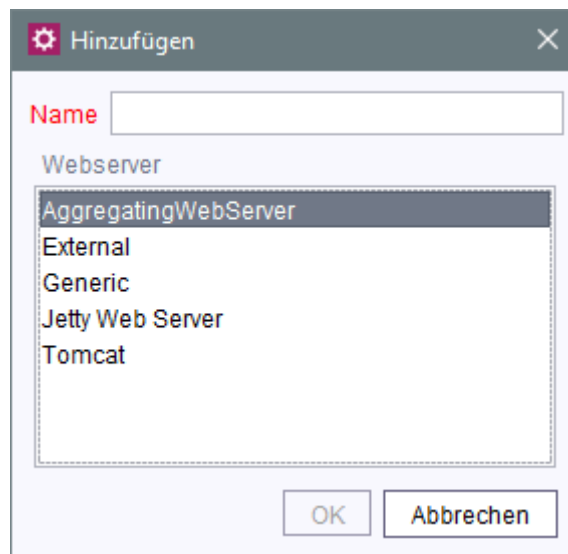 Hinzufügen
Name
Webserver
AggregatingWebServer
External
Generic
Jetty Web Server
Tomcat
OK Abbrechen